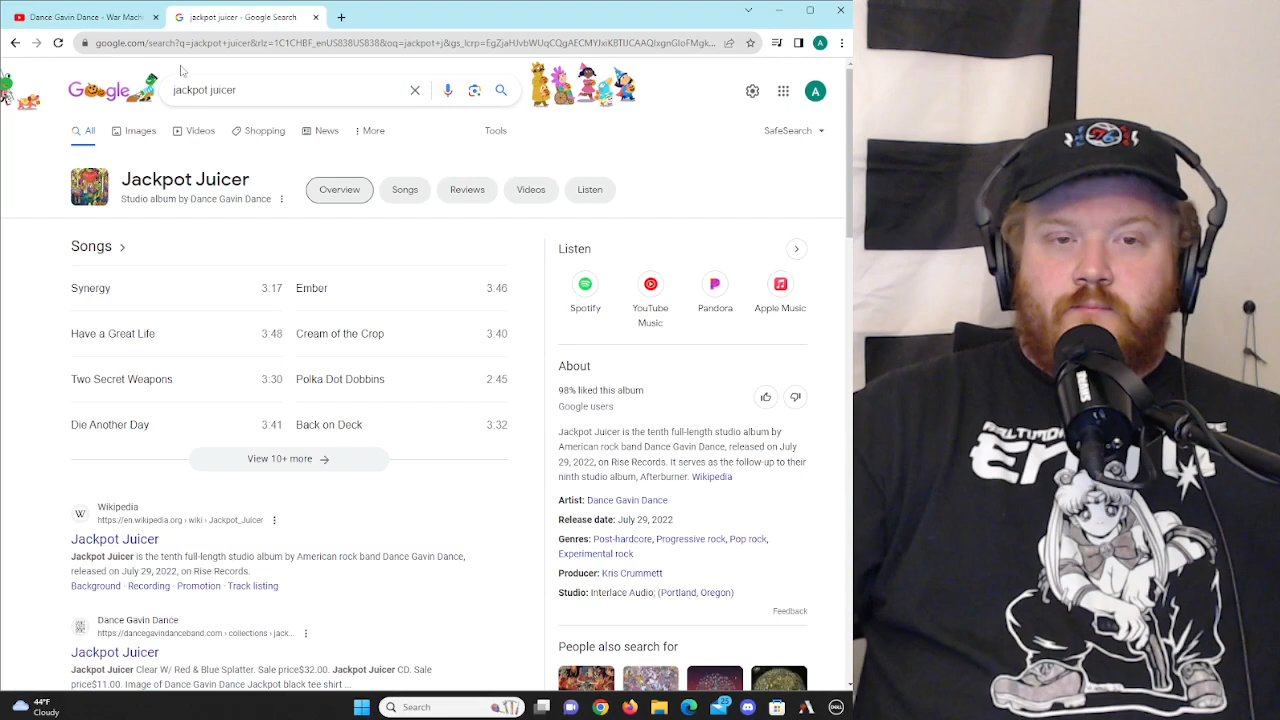 Dance Gavin Dance - War Mach
jackpot juicer - Google Search
google.com/search?q=jackpot+juicer&rlz=1C1CHBF_enUS838US838&oq=jackpot+j&gs_lcrp=
Google
jackpot juicer
A
A
All
Images
Videos
Shopping
News
More
Tools
SafeSearch
Jackpot Juicer
Studio album by Dance Gavin Dance
Overview
Songs
Reviews
Videos
Listen
Songs
Synergy 3:17
Ember 3:46
Have a Great Life 3:48
Cream of the Crop 3:40
Two Secret Weapons 3:30
Polka Dot Dobbins 2:45
Die Another Day 3:41
Back on Deck 3:32
View 10+ more
Wikipedia
https://en.wikipedia.org › wiki › Jackpot_Juicer
Jackpot Juicer
Jackpot Juicer is the tenth full-length studio album by American rock band Dance Gavin Dance,
released on July 29, 2022, on Rise Records.
Background · Recording · Promotion · Track listing
Dance Gavin Dance
https://dancegavindanceband.com › collections › jack...
Jackpot Juicer
Jackpot Juicer Clear W/ Red & Blue Splatter. Sale price$32.00. Jackpot Juicer CD. Sale
price$11.00. Image of Dance Gavin Dance Jackpot black tee shirt ...
Listen
Spotify
YouTube
Music
Pandora
Apple Music
About
98% liked this album
Google users
Jackpot Juicer is the tenth full-length studio album by
American rock band Dance Gavin Dance, released on July
29, 2022, on Rise Records. It serves as the follow-up to their
ninth studio album, Afterburner. Wikipedia
Artist: Dance Gavin Dance
Release date: July 29, 2022
Genres: Post-hardcore, Progressive rock, Pop rock,
Experimental rock
Producer: Kris Crummett
Studio: Interlace Audio; (Portland, Oregon)
Feedback
People also search for
44°F
Cloudy
Search
25
DELL
76